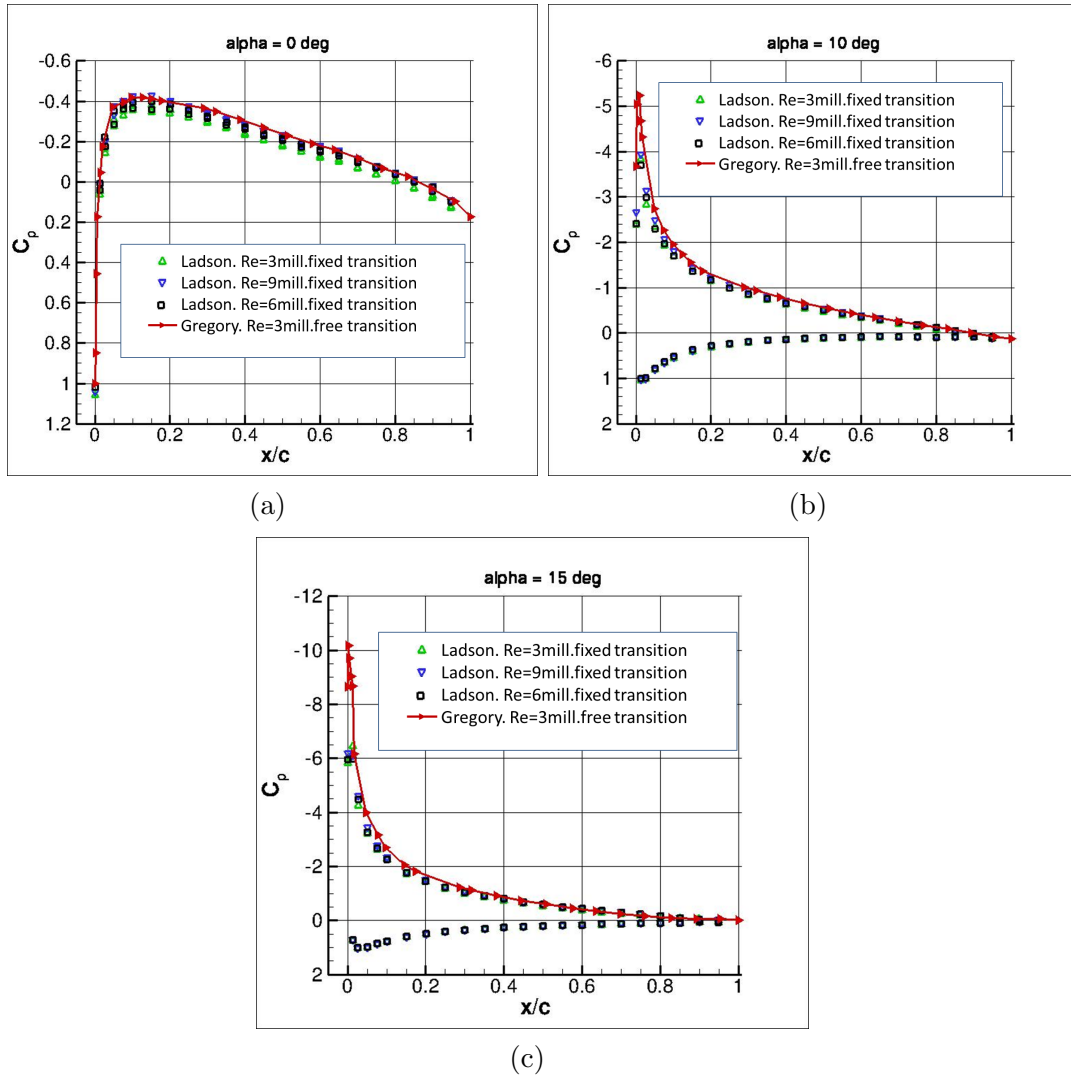 alpha = 0 deg
-0.6
-0.4
-0.2
0
0.2
0.4
0.6
0.8
1
1.2
Cρ
Ladson. Re=3mill.fixed transition
Ladson. Re=9mill.fixed transition
Ladson. Re=6mill.fixed transition
Gregory. Re=3mill.free transition
0 0.2 0.4 0.6 0.8 1
x/c
(a)
alpha = 10 deg
-6
-5
-4
-3
-2
-1
0
1
2
Cρ
Ladson. Re=3mill.fixed transition
Ladson. Re=9mill.fixed transition
Ladson. Re=6mill.fixed transition
Gregory. Re=3mill.free transition
0 0.2 0.4 0.6 0.8 1
x/c
(b)
alpha = 15 deg
-12
-10
-8
-6
-4
-2
0
2
Cρ
Ladson. Re=3mill.fixed transition
Ladson. Re=9mill.fixed transition
Ladson. Re=6mill.fixed transition
Gregory. Re=3mill.free transition
0 0.2 0.4 0.6 0.8 1
x/c
(c)